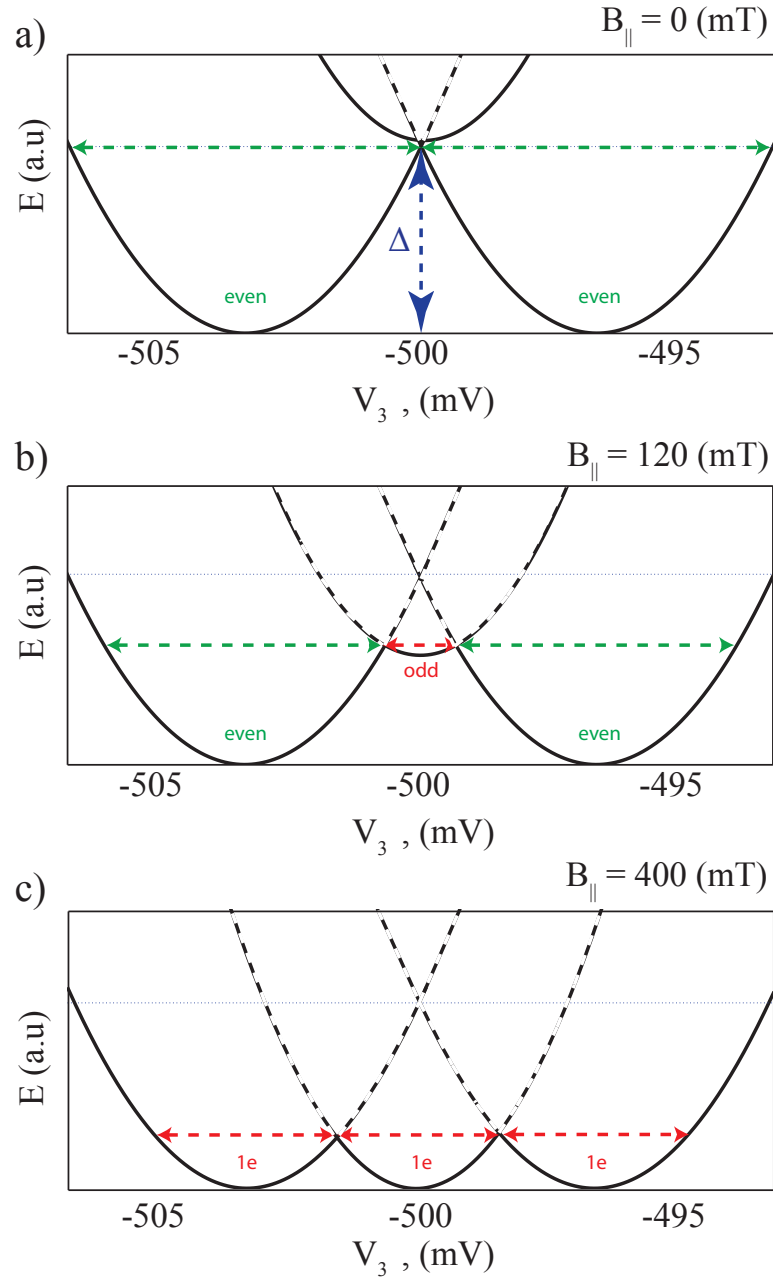 a)
B|| = 0 (mT)
E (a.u)
Δ
even
even
-505
-500
-495
V3 , (mV)
b)
B|| = 120 (mT)
E (a.u)
odd
even
even
-505
-500
-495
V3 , (mV)
c)
B|| = 400 (mT)
E (a.u)
1e
1e
1e
-505
-500
-495
V3 , (mV)